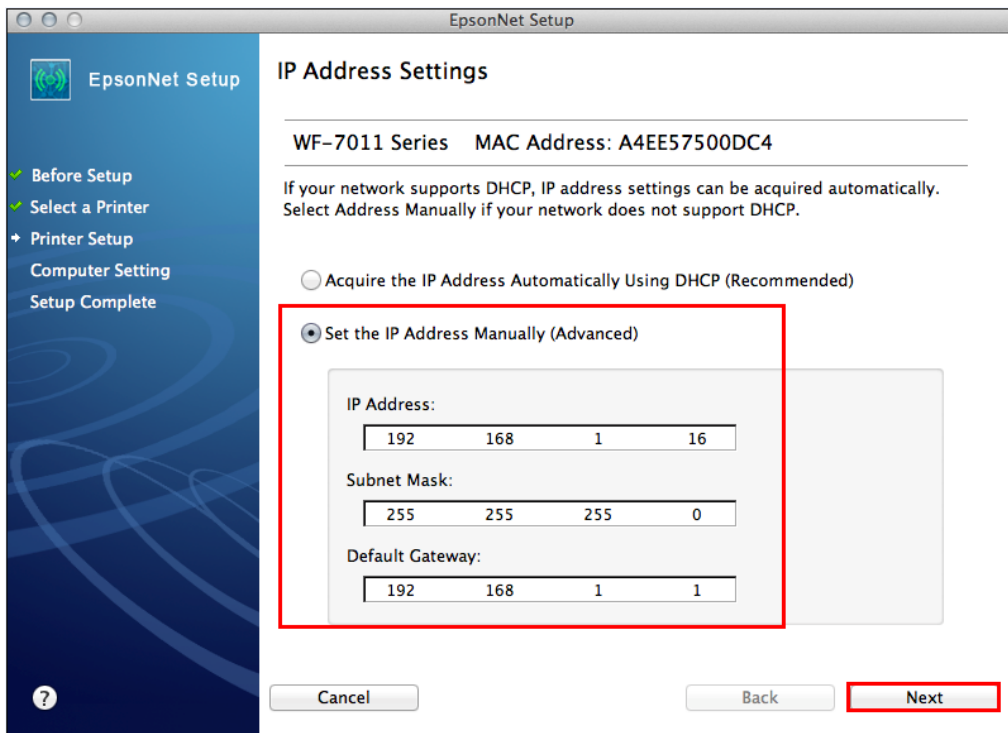 EpsonNet Setup
EpsonNet Setup
Before Setup
Select a Printer
Printer Setup
Computer Setting
Setup Complete
?
IP Address Settings
WF-7011 Series MAC Address: A4EE57500DC4
If your network supports DHCP, IP address settings can be acquired automatically.
Select Address Manually if your network does not support DHCP.
Acquire the IP Address Automatically Using DHCP (Recommended)
Set the IP Address Manually (Advanced)
IP Address:
192 168 1 16
Subnet Mask:
255 255 255 0
Default Gateway:
192 168 1 1
Cancel Back Next